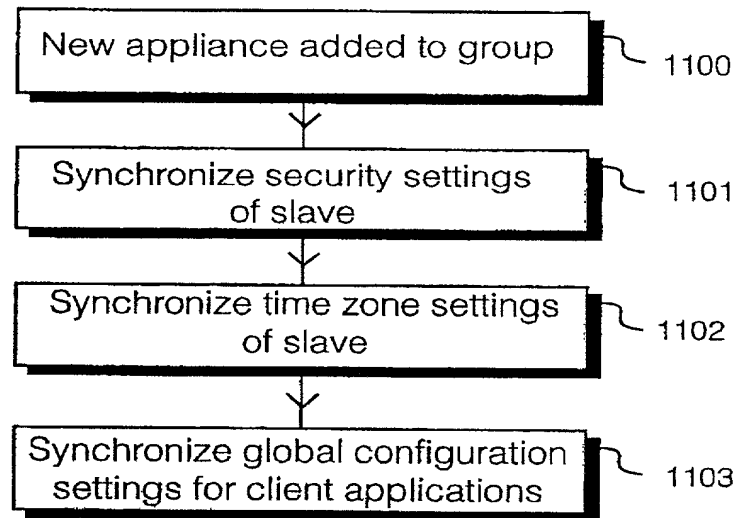 New appliance added to group
1100
Synchronize security settings
of slave
1101
Synchronize time zone settings
of slave
1102
Synchronize global configuration
settings for client applications
1103